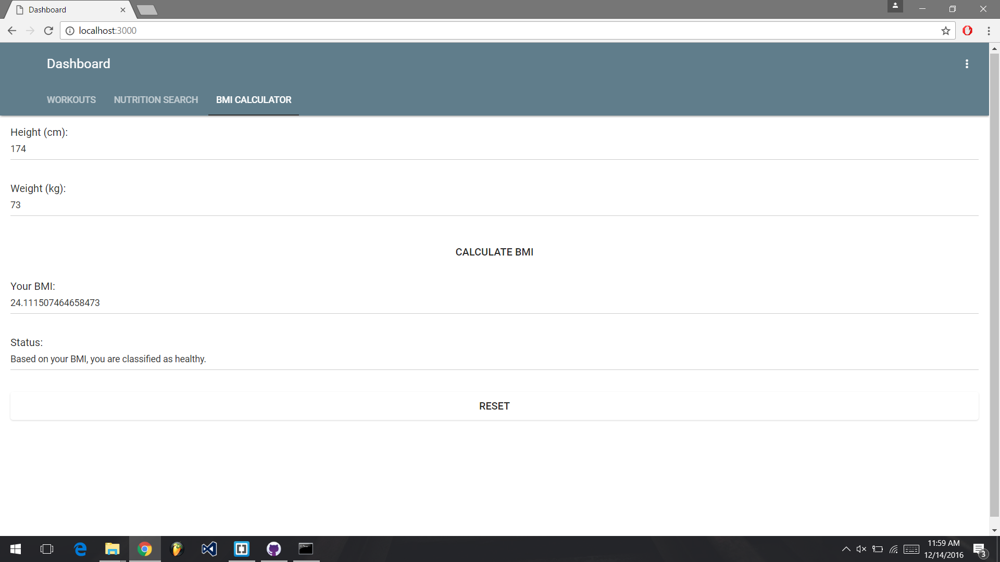 Dashboard
localhost:3000
Dashboard
WORKOUTS NUTRITION SEARCH BMI CALCULATOR
Height (cm):
174
Weight (kg):
73
CALCULATE BMI
Your BMI:
24.111507464658473
Status:
Based on your BMI, you are classified as healthy.
RESET
11:59 AM
12/14/2016
3